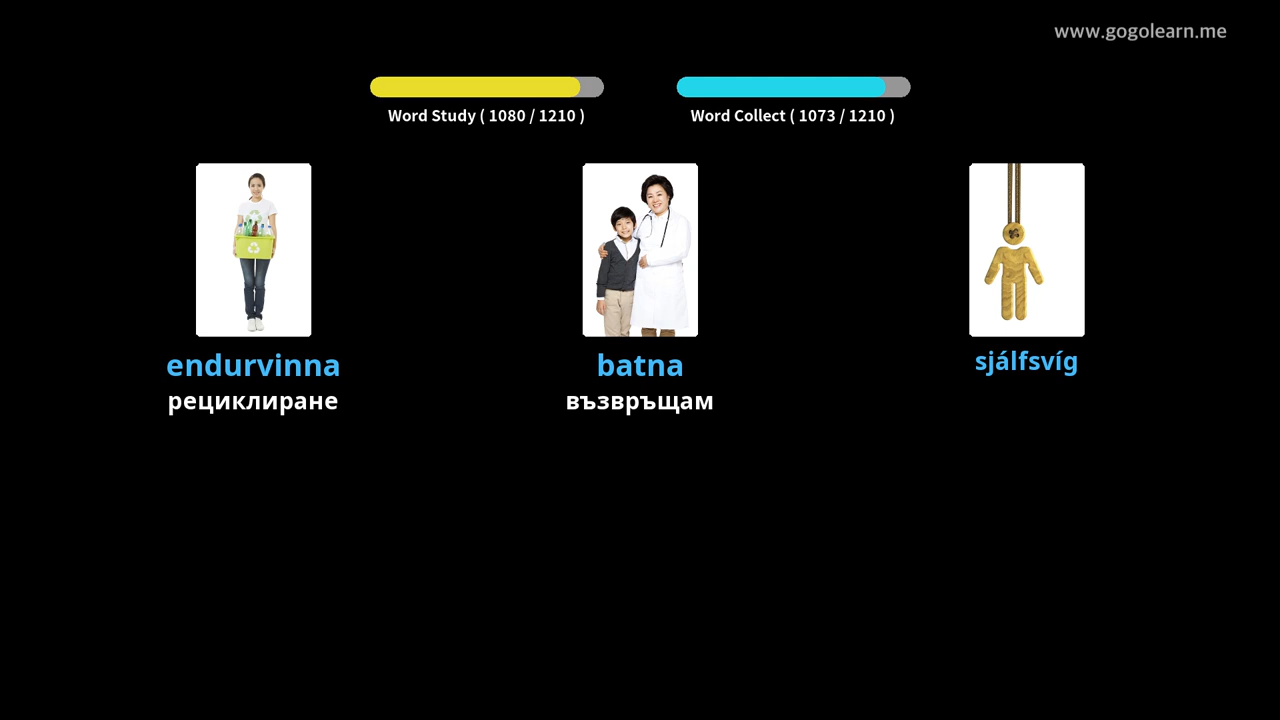 www.gogolearn.me
Word Study ( 1080 / 1210 )
Word Collect ( 1073 / 1210 )
endurvinna
рециклиране
batna
възвръщам
sjálfsvíg